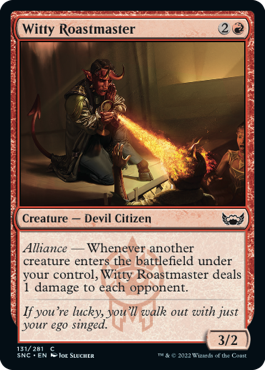 Witty Roastmaster 2
Creature — Devil Citizen
Alliance — Whenever another
creature enters the battlefield under
your control, Witty Roastmaster deals
1 damage to each opponent.
If you're lucky, you'll walk out with just
your ego singed.
3/2
131/281 C
SNC • EN Joe Slucher ™ & © 2022 Wizards of the Coast